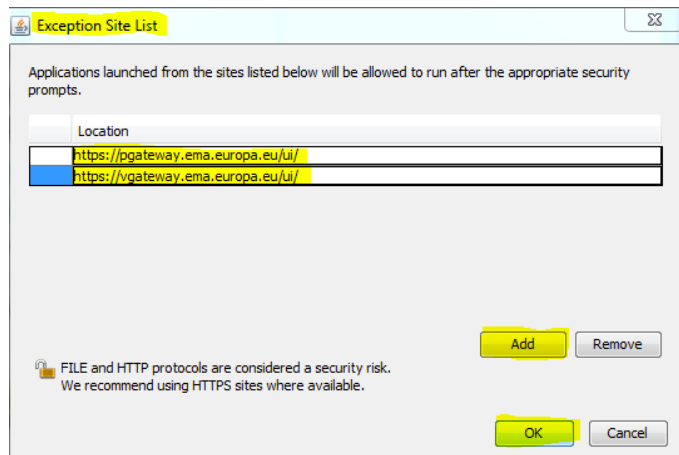 Exception Site List
Applications launched from the sites listed below will be allowed to run after the appropriate security
prompts.
Location
https://pgateway.ema.europa.eu/ui/
https://vgateway.ema.europa.eu/ui/
Add Remove
FILE and HTTP protocols are considered a security risk.
We recommend using HTTPS sites where available.
OK Cancel